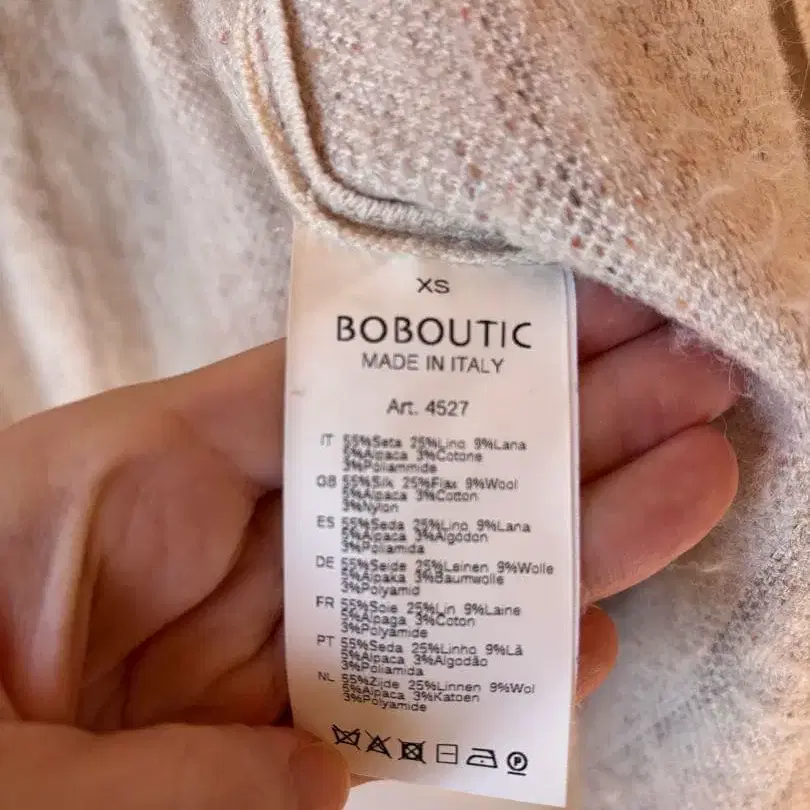 XS
BOBOUTIC
MADE IN ITALY
Art. 4527
IT 55%Seta 25%Lino 9%Lana
5%Alpaca 3%Cotone
3%Poliammide
GB 55%Silk 25%Flax 9%Wool
5%Alpaca 3%Cotton
3%Nylon
ES 55%Seda 25%Lino 9%Lana
5%Alpaca 3%Algodon
3%Poliamida
DE 55%Seide 25%Leinen 9%Wolle
5%Alpaka 3%Baumwolle
3%Polyamid
FR 55%Soie 25%Lin 9%Laine
5%Alpaga 3%Coton
3%Polyamide
PT 55%Seda 25%Linho 9%Lã
5%Alpaca 3%Algodão
3%Poliamida
NL 55%Zijde 25%Linnen 9%Wol
5%Alpaca 3%Katoen
3%Polyamide
P